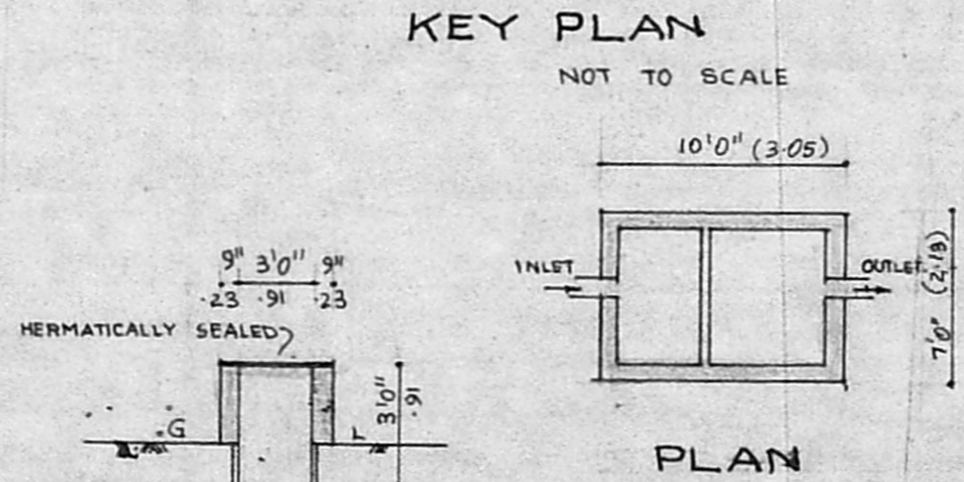 KEY PLAN
NOT TO SCALE
10'0" (3.05)
INLET
OUTLET
7'0" (2.13)
9" 3'0" 9"
.23 .91 .23
HERMATICALLY SEALED
3'0"
.91
G
L
PLAN